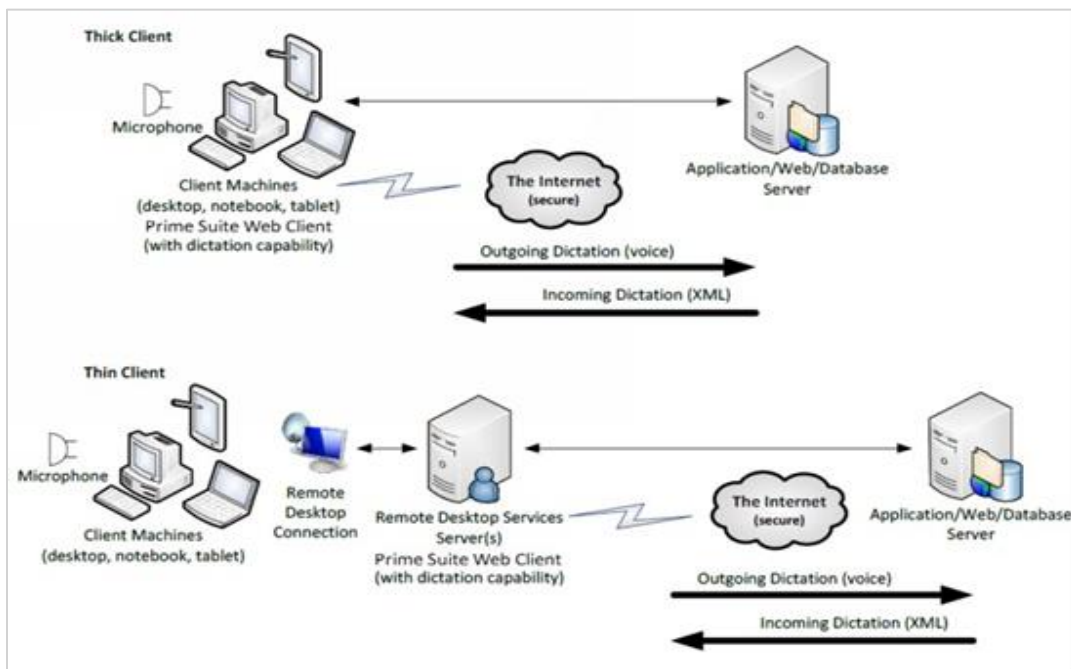 Thick Client
Microphone
Client Machines
(desktop, notebook, tablet)
Prime Suite Web Client
(with dictation capability)
The Internet
(secure)
Application/Web/Database
Server
Outgoing Dictation (voice)
Incoming Dictation (XML)
Thin Client
Microphone
Client Machines
(desktop, notebook, tablet)
Remote
Desktop
Connection
Remote Desktop Services
Server(s)
Prime Suite Web Client
(with dictation capability)
The Internet
(secure)
Application/Web/Database
Server
Outgoing Dictation (voice)
Incoming Dictation (XML)